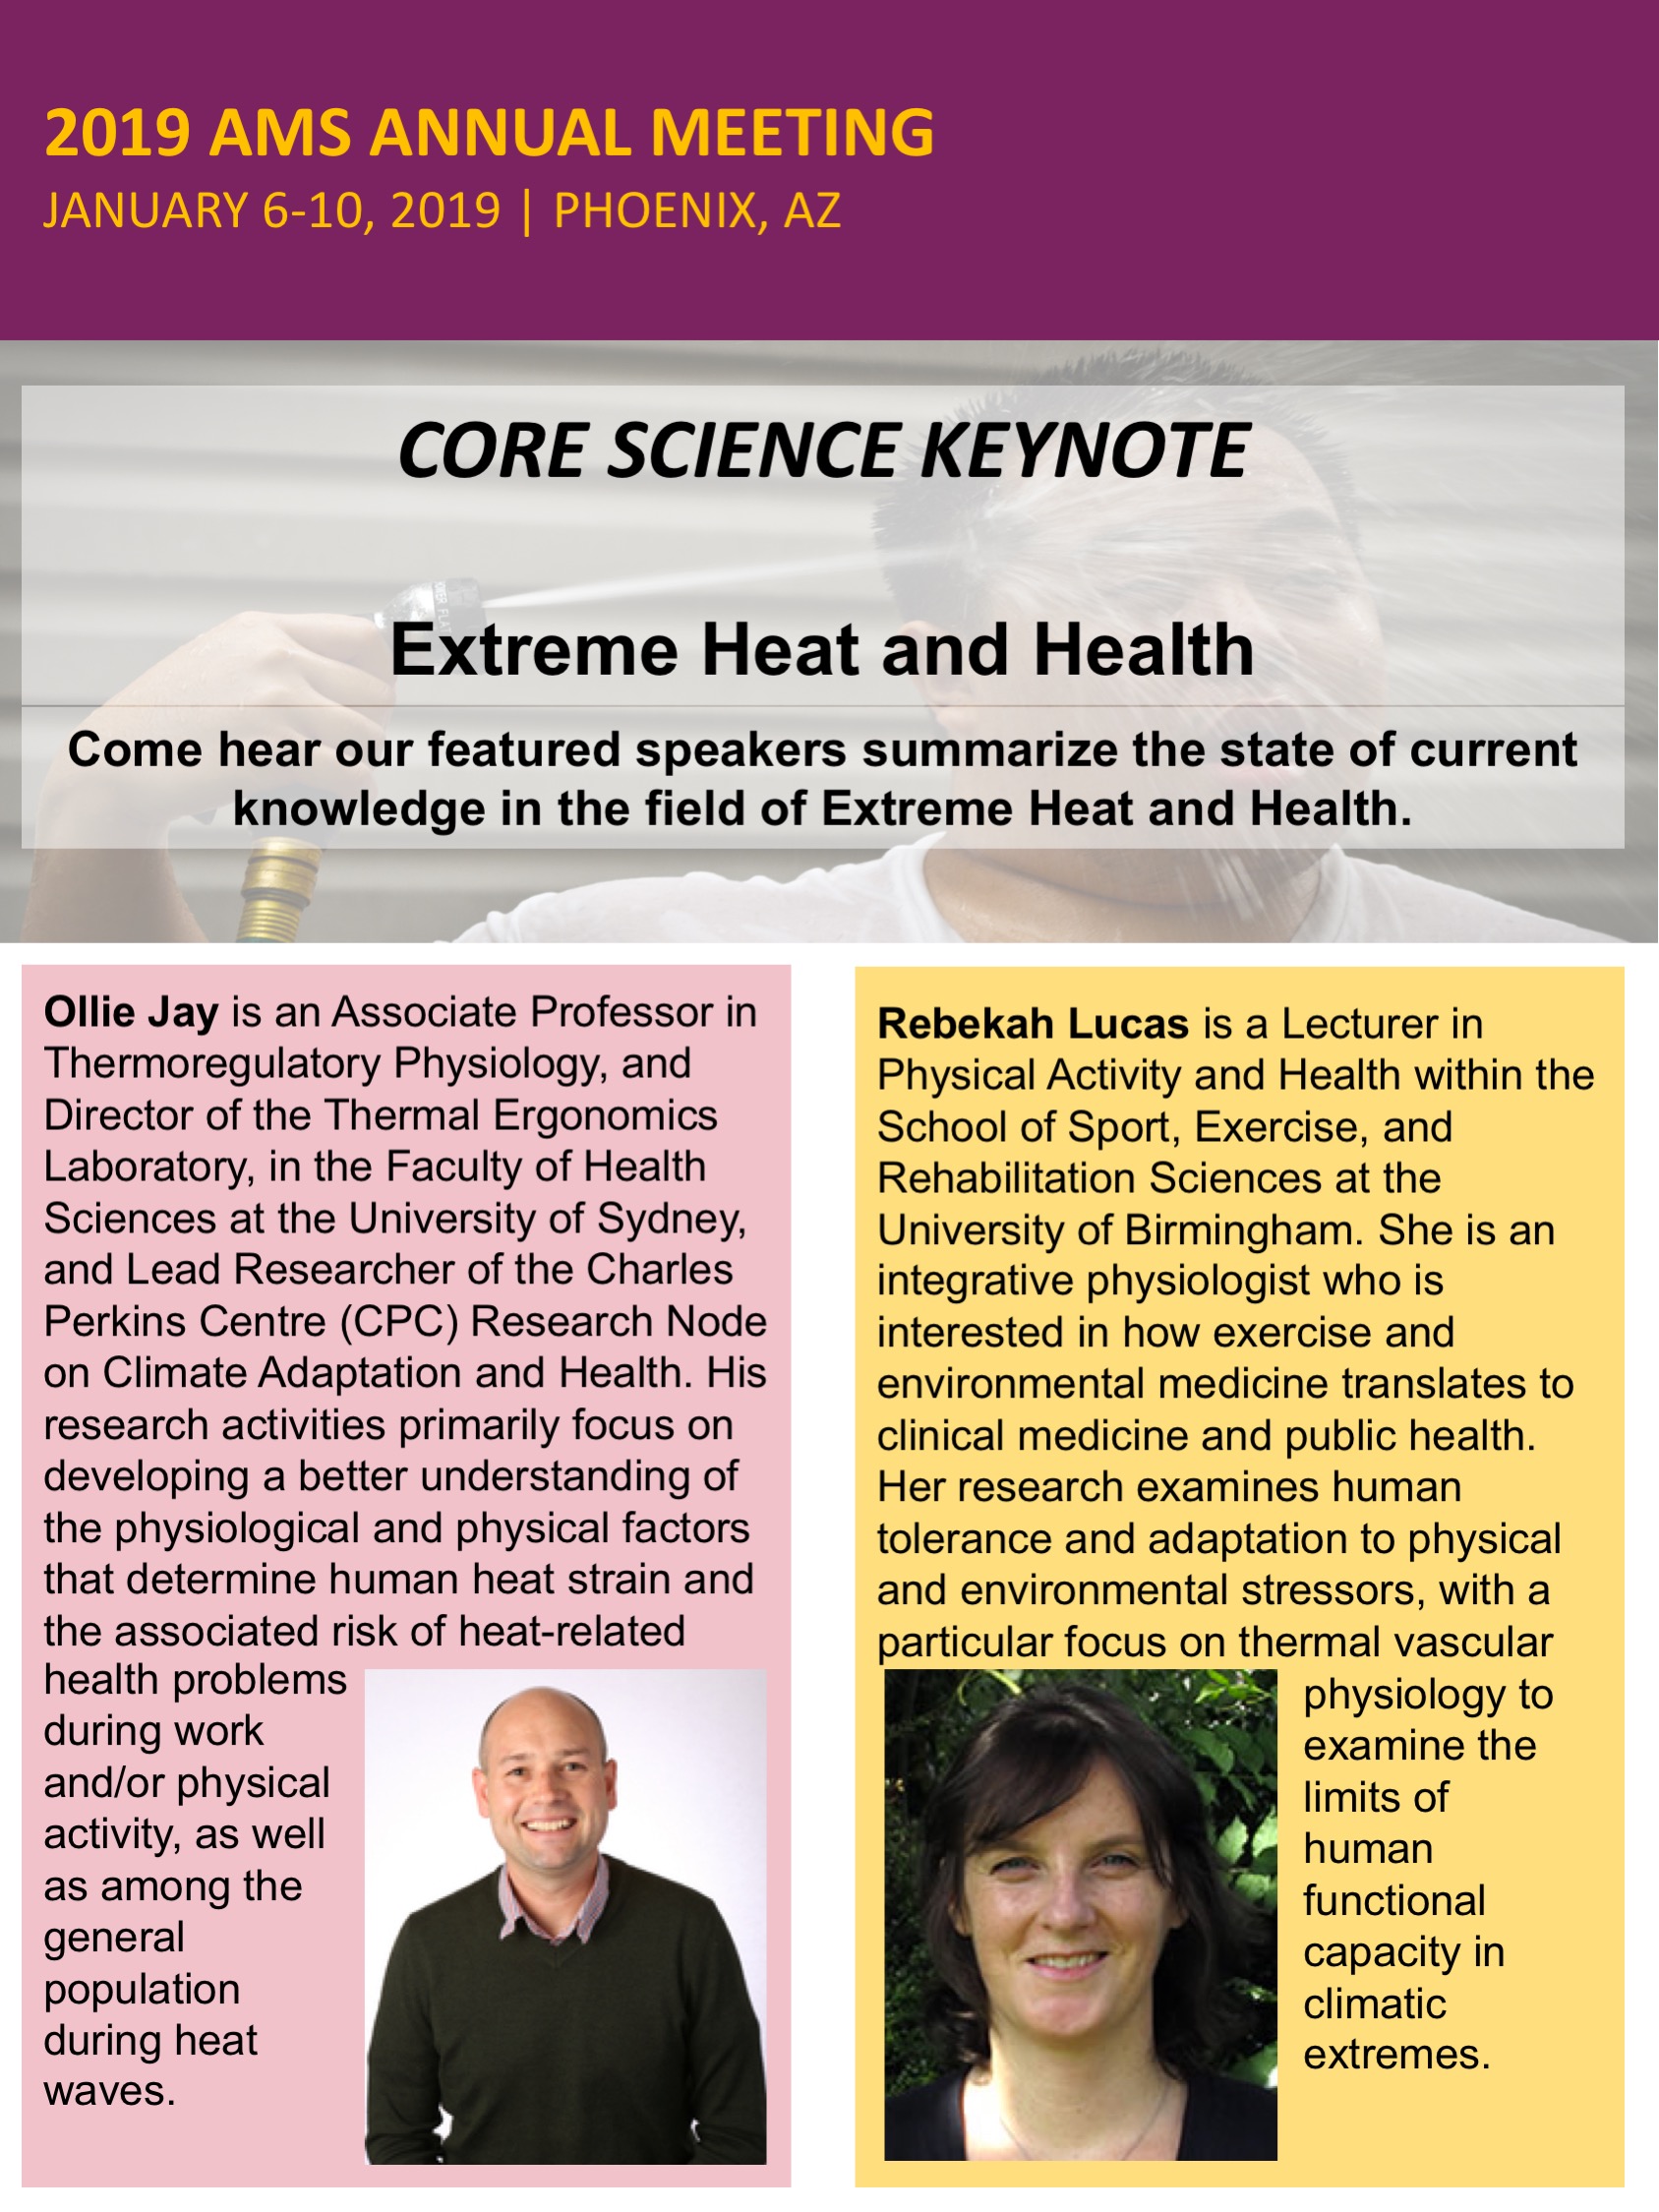 2019 AMS ANNUAL MEETING
JANUARY 6-10, 2019 | PHOENIX, AZ
CORE SCIENCE KEYNOTE
Extreme Heat and Health
Come hear our featured speakers summarize the state of current
knowledge in the field of Extreme Heat and Health.
Ollie Jay is an Associate Professor in
Thermoregulatory Physiology, and
Director of the Thermal Ergonomics
Laboratory, in the Faculty of Health
Sciences at the University of Sydney,
and Lead Researcher of the Charles
Perkins Centre (CPC) Research Node
on Climate Adaptation and Health. His
research activities primarily focus on
developing a better understanding of
the physiological and physical factors
that determine human heat strain and
the associated risk of heat-related
health problems
during work
and/or physical
activity, as well
as among the
general
population
during heat
waves.
Rebekah Lucas is a Lecturer in
Physical Activity and Health within the
School of Sport, Exercise, and
Rehabilitation Sciences at the
University of Birmingham. She is an
integrative physiologist who is
interested in how exercise and
environmental medicine translates to
clinical medicine and public health.
Her research examines human
tolerance and adaptation to physical
and environmental stressors, with a
particular focus on thermal vascular
physiology to
examine the
limits of
human
functional
capacity in
climatic
extremes.